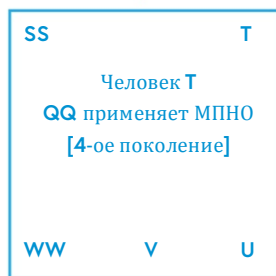 SS T
Человек T
QQ применяет МПНО
[4-ое поколение]
WW V U